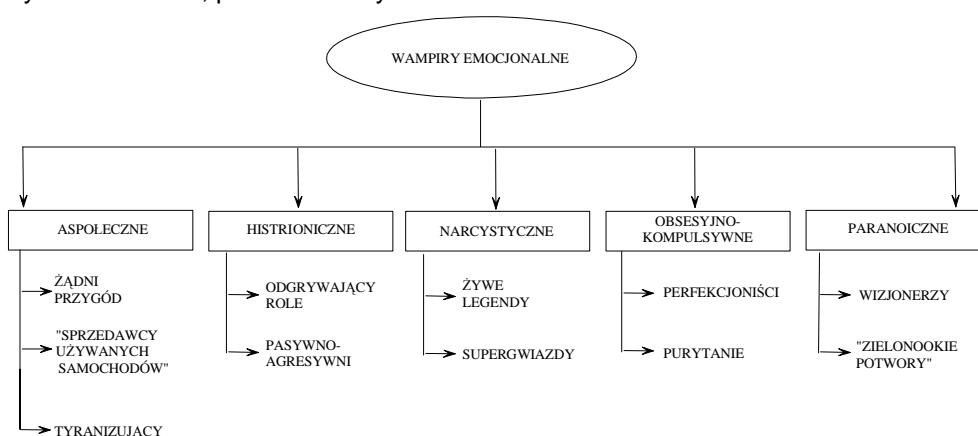 WAMPIRY EMOCJONALNE
ASPOŁECZNE
HISTRIONICZNE
NARCYSTYCZNE
OBSESYJNO-
KOMPULSYWNE
PARANOICZNE
ŻĄDNI
PRZYGÓD
"SPRZEDAWCY
UŻYWANYCH
SAMOCHODÓW"
TYRANIZUJĄCY
ODGRYWAJĄCY
ROLE
PASYWNO-
AGRESYWNI
ŻYWE
LEGENDY
SUPERGWIAZDY
PERFEKCJONIŚCI
PURYTANIE
WIZJONERZY
"ZIELONOOKIE
POTWORY"